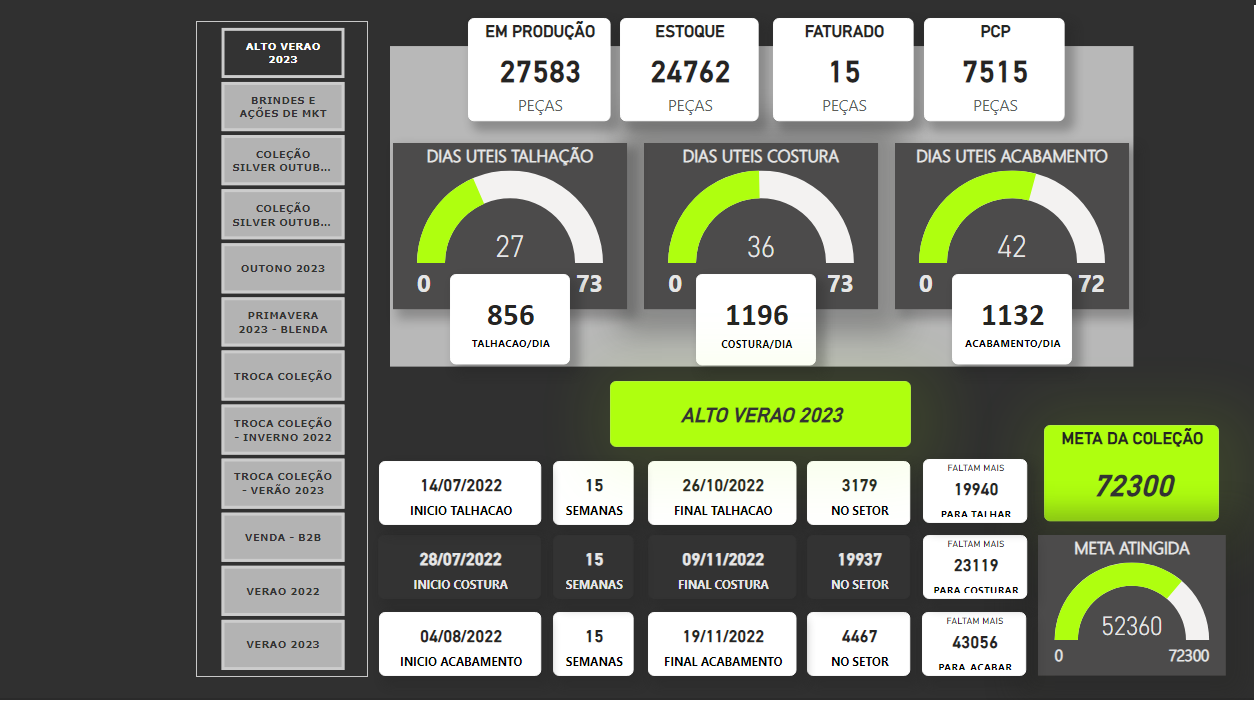 ALTO VERAO
2023
BRINDES E
AÇÕES DE MKT
COLEÇÃO
SILVER OUTUB...
COLEÇÃO
SILVER OUTUB...
OUTONO 2023
PRIMAVERA
2023 - BLENDA
TROCA COLEÇÃO
TROCA COLEÇÃO
- INVERNO 2022
TROCA COLEÇÃO
- VERÃO 2023
VENDA - B2B
VERAO 2022
VERAO 2023
EM PRODUÇÃO
27583
PEÇAS
ESTOQUE
24762
PEÇAS
FATURADO
15
PEÇAS
PCP
7515
PEÇAS
DIAS UTEIS TALHAÇÃO
27
0
73
856
TALHACAO/DIA
DIAS UTEIS COSTURA
36
0
73
1196
COSTURA/DIA
DIAS UTEIS ACABAMENTO
42
0
72
1132
ACABAMENTO/DIA
ALTO VERAO 2023
META DA COLEÇÃO
72300
14/07/2022
INICIO TALHACAO
15
SEMANAS
26/10/2022
FINAL TALHACAO
3179
NO SETOR
FALTAM MAIS
19940
PARA TALHAR
28/07/2022
INICIO COSTURA
15
SEMANAS
09/11/2022
FINAL COSTURA
19937
NO SETOR
FALTAM MAIS
23119
PARA COSTURAR
04/08/2022
INICIO ACABAMENTO
15
SEMANAS
19/11/2022
FINAL ACABAMENTO
4467
NO SETOR
FALTAM MAIS
43056
PARA ACABAR
META ATINGIDA
52360
0
72300